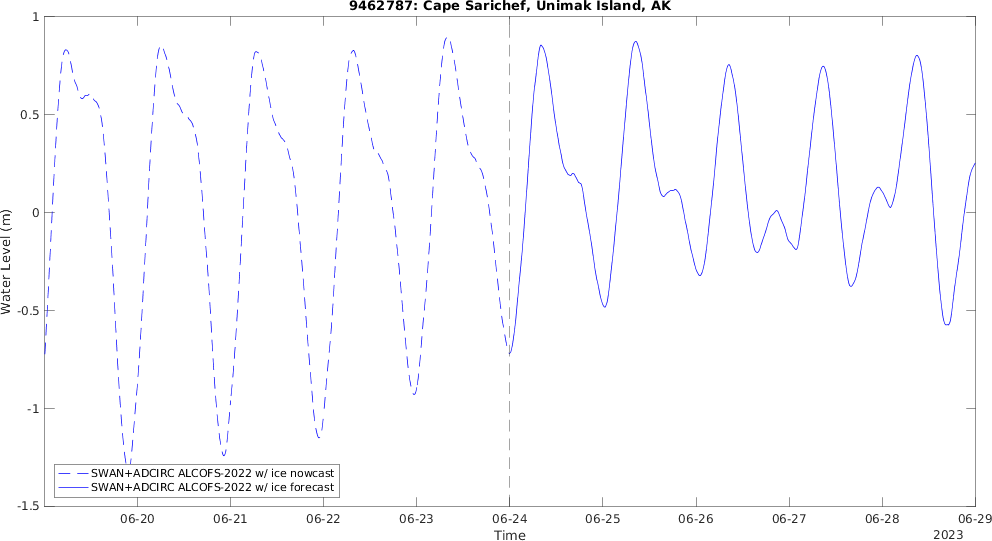 9462787: Cape Sarichef, Unimak Island, AK
1
0.5
0
-0.5
-1
-1.5
Water Level (m)
SWAN+ADCIRC ALCOFS-2022 w/ ice nowcast
SWAN+ADCIRC ALCOFS-2022 w/ ice forecast
06-20 06-21 06-22 06-23 06-24 06-25 06-26 06-27 06-28 06-29
Time
2023